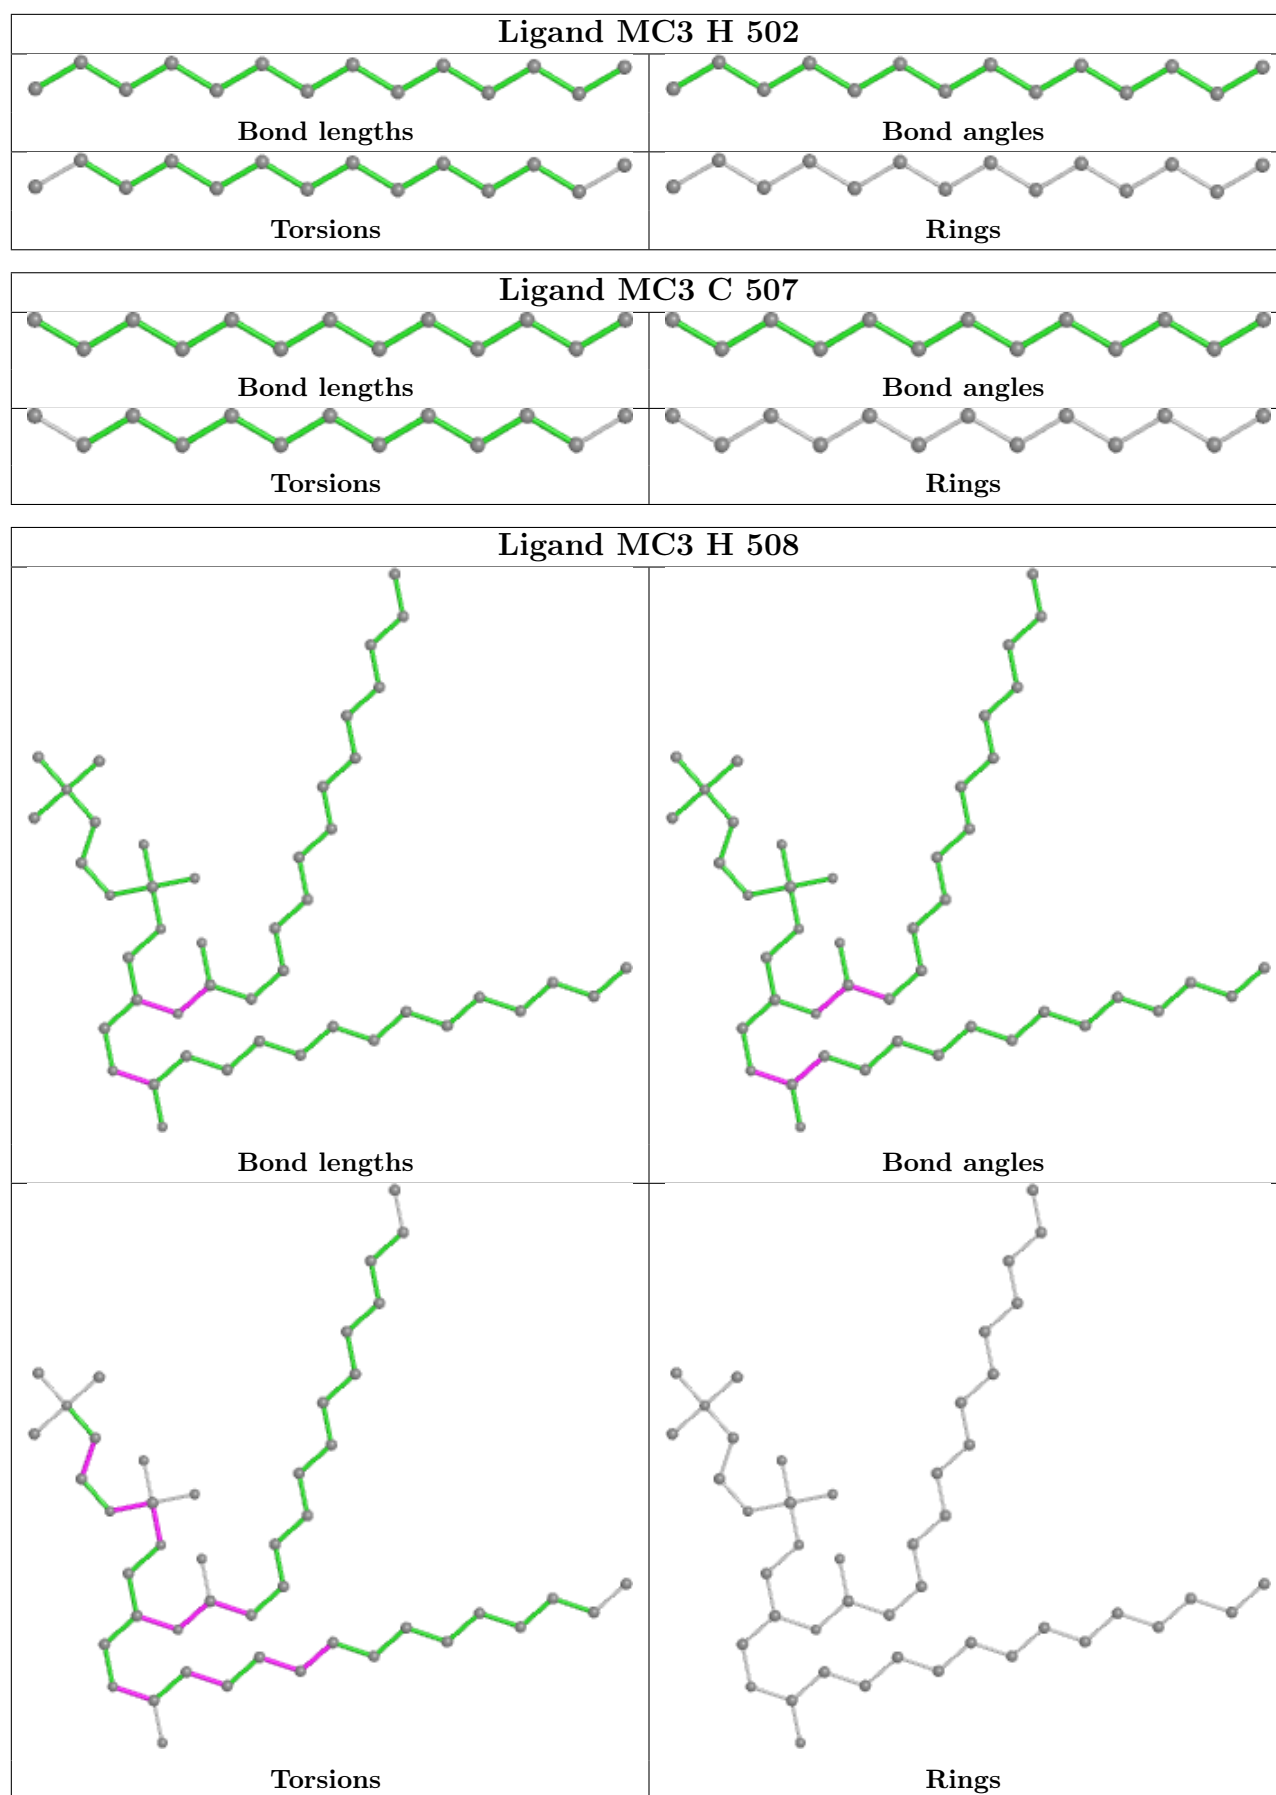 Ligand MC3 H 502
Bond lengths
Bond angles
Torsions
Rings
Ligand MC3 C 507
Bond lengths
Bond angles
Torsions
Rings
Ligand MC3 H 508
Bond lengths
Bond angles
Torsions
Rings